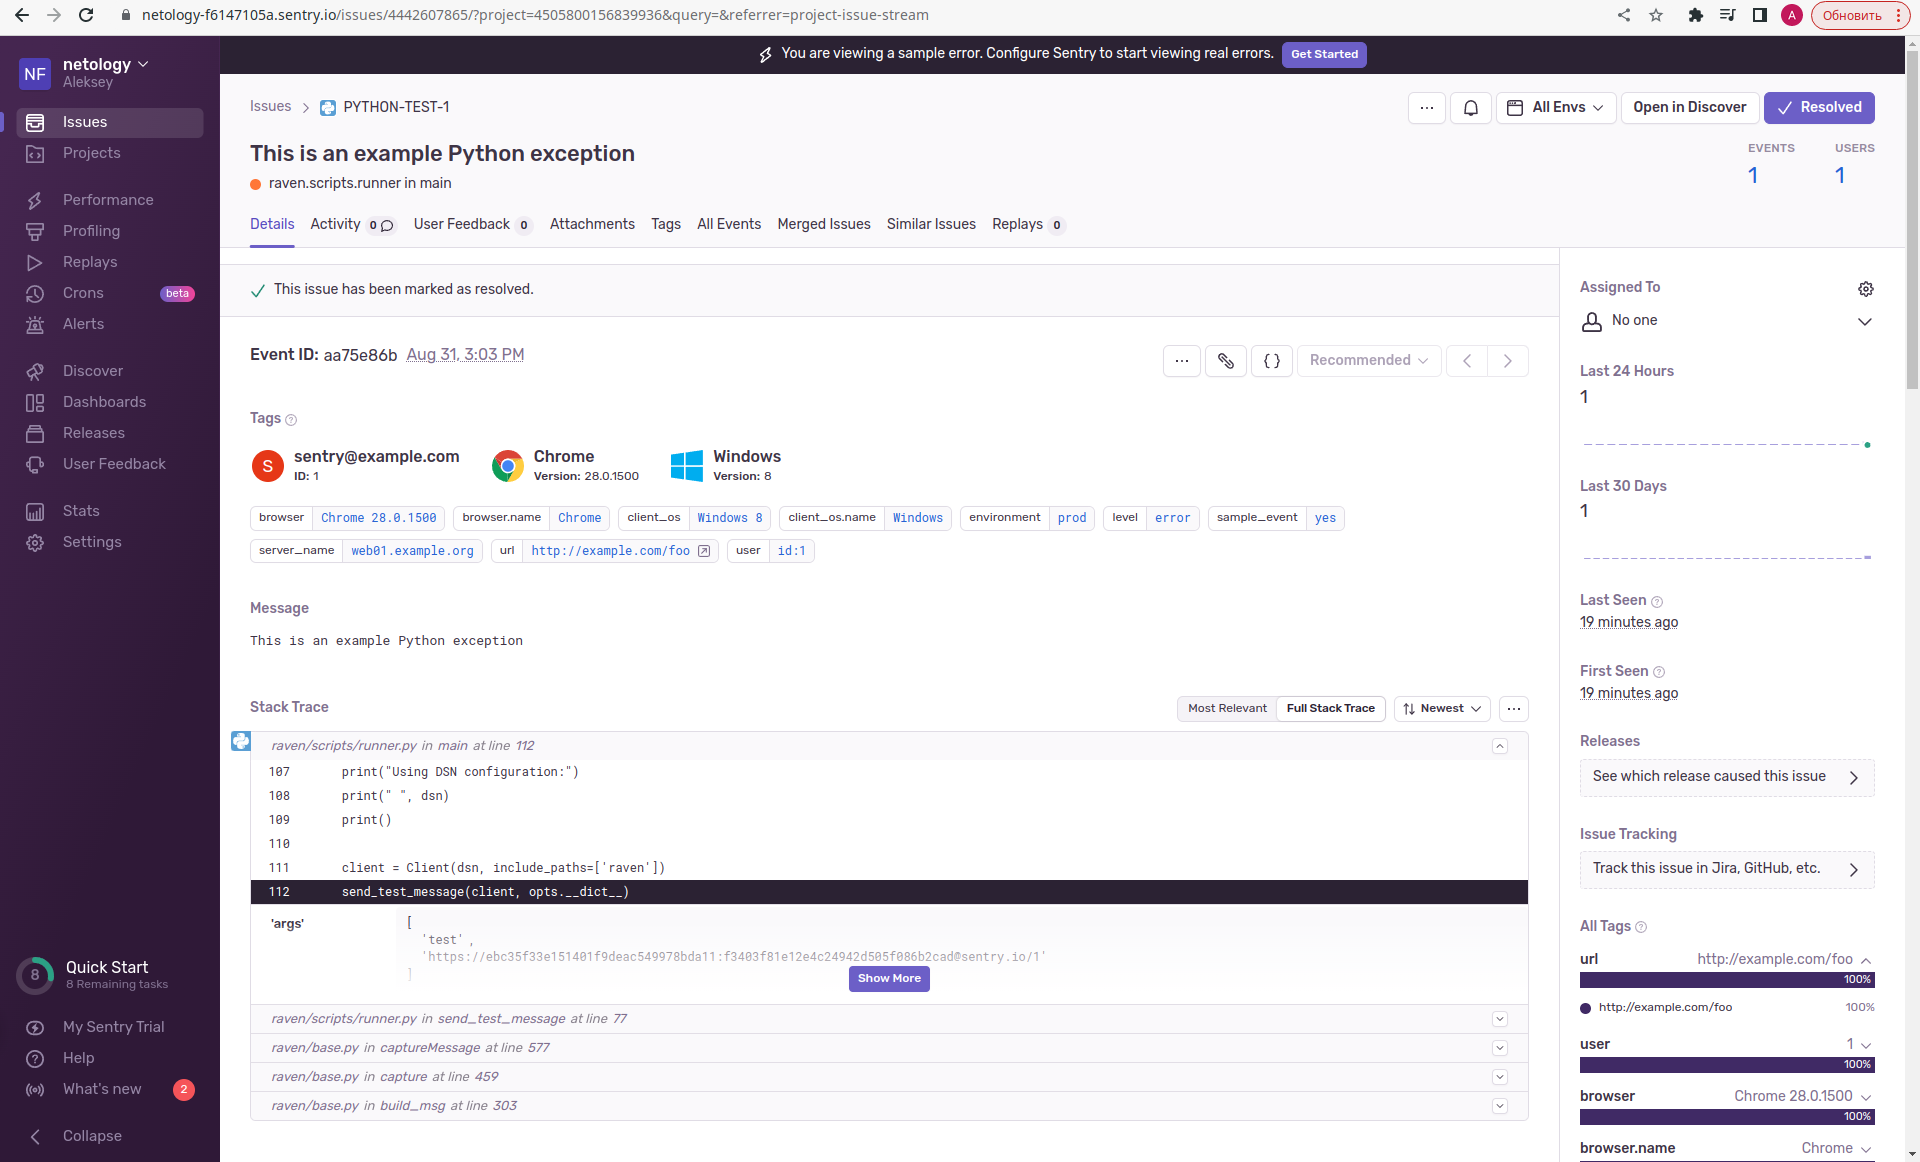 netology-f6147105a.sentry.io/issues/4442607865/?project=4505800156839936&query=&referrer=project-issue-stream
A
Обновить
NF
netology
Aleksey
Issues
Projects
Performance
Profiling
Replays
Crons
beta
Alerts
Discover
Dashboards
Releases
User Feedback
Stats
Settings
8
Quick Start
8 Remaining tasks
My Sentry Trial
Help
What's new
2
Collapse
You are viewing a sample error. Configure Sentry to start viewing real errors.
Get Started
Issues > PYTHON-TEST-1
All Envs
Open in Discover
Resolved
This is an example Python exception
raven.scripts.runner in main
EVENTS
1
USERS
1
Details
Activity 0
User Feedback 0
Attachments
Tags
All Events
Merged Issues
Similar Issues
Replays 0
This issue has been marked as resolved.
Event ID: aa75e86b Aug 31, 3:03 PM
{}
Recommended
Tags
S
sentry@example.com
ID: 1
Chrome
Version: 28.0.1500
Windows
Version: 8
browser Chrome 28.0.1500
browser.name Chrome
client_os Windows 8
client_os.name Windows
environment prod
level error
sample_event yes
server_name web01.example.org
url http://example.com/foo
user id:1
Message
This is an example Python exception
Stack Trace
Most Relevant
Full Stack Trace
Newest
raven/scripts/runner.py in main at line 112
107 print("Using DSN configuration:")
108 print(" ", dsn)
109 print()
110
111 client = Client(dsn, include_paths=['raven'])
112 send_test_message(client, opts.__dict__)
'args'
[
'test',
'https://ebc35f33e151401f9deac549978bda11:f3403f81e12e4c24942d505f086b2cad@sentry.io/1'
]
Show More
raven/scripts/runner.py in send_test_message at line 77
raven/base.py in captureMessage at line 577
raven/base.py in capture at line 459
raven/base.py in build_msg at line 303
Assigned To
No one
Last 24 Hours
1
Last 30 Days
1
Last Seen
19 minutes ago
First Seen
19 minutes ago
Releases
See which release caused this issue
Issue Tracking
Track this issue in Jira, GitHub, etc.
All Tags
url http://example.com/foo
100%
http://example.com/foo 100%
user 1
100%
browser Chrome 28.0.1500
100%
browser.name Chrome